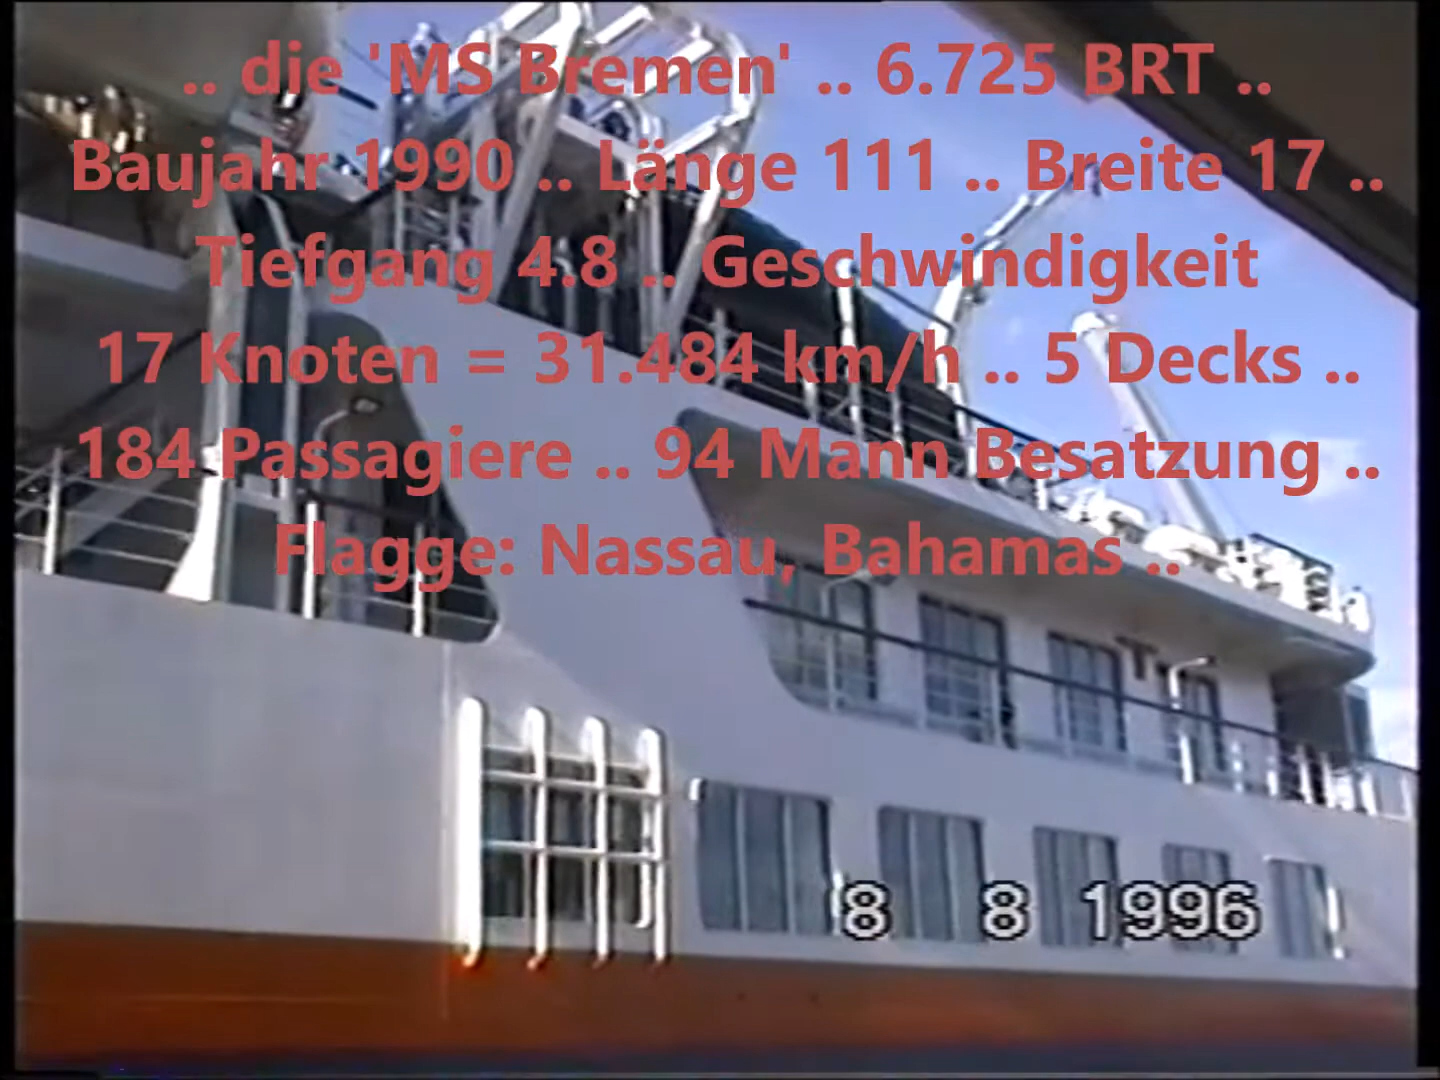 .. die 'MS Bremen' .. 6.725 BRT ..
Baujahr 1990 .. Länge 111 .. Breite 17 ..
Tiefgang 4.8 .. Geschwindigkeit
17 Knoten = 31.484 km/h .. 5 Decks ..
184 Passagiere .. 94 Mann Besatzung ..
Flagge: Nassau, Bahamas ..
8 8 1996